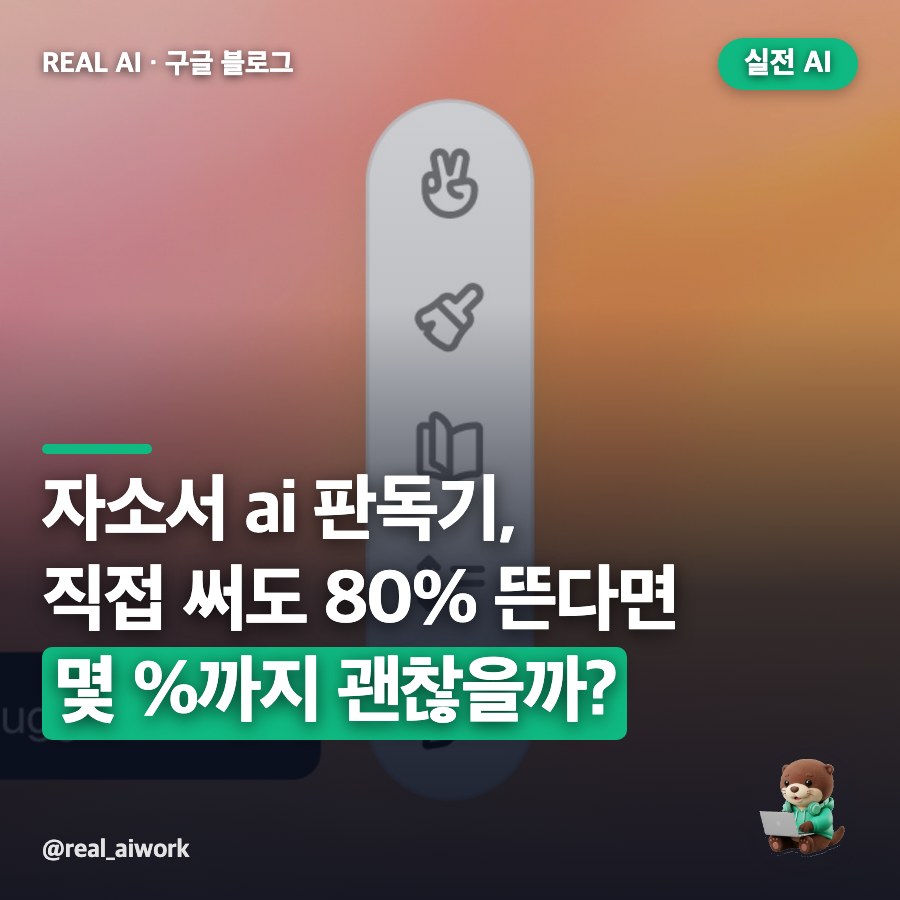 REAL AI · 구글 블로그
실전 AI
자소서 ai 판독기,
직접 써도 80% 뜬다면
몇 %까지 괜찮을까?
@real_aiwork